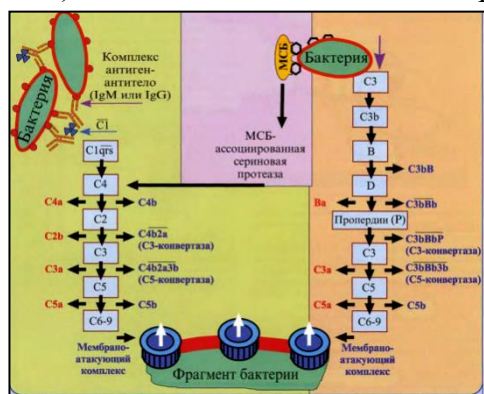 Комплекс
антиген-
антитело
(IgM или IgG)
Бактерия
C1
C1qrs
C4
C4a
C4b
C2
C2b
C4b2a
(C3-конвертаза)
C3
C3a
C4b2a3b
(C5-конвертаза)
C5
C5a
C5b
C6-9
Мембрано-
атакующий
комплекс
МСБ
МСБ-
ассоциированная
сериновая
протеаза
Бактерия
C3
C3b
B
C3bB
D
Ba
C3bBb
Пропердин (P)
C3bBbP
(C3-конвертаза)
C3
C3a
C3bBb3b
(C5-конвертаза)
C5
C5a
C5b
C6-9
Мембрано-
атакующий
комплекс
Фрагмент бактерии